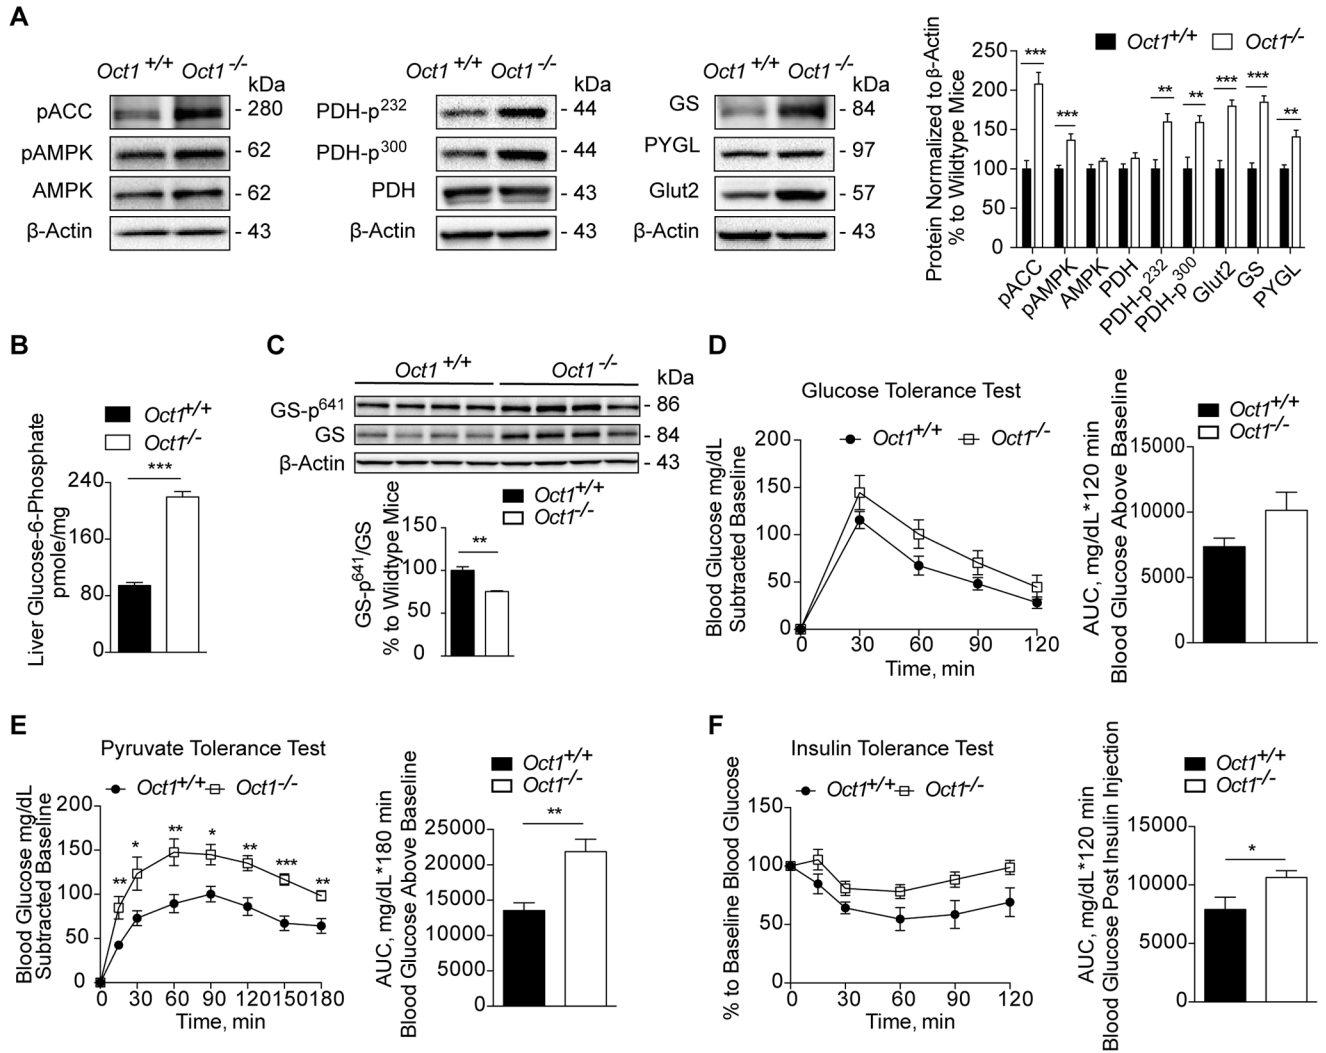 A
Oct1 +/+ Oct1 -/-
kDa
pACC - 280
pAMPK - 62
AMPK - 62
β-Actin - 43
Oct1 +/+ Oct1 -/-
kDa
PDH-p232 - 44
PDH-p300 - 44
PDH - 43
β-Actin - 43
Oct1 +/+ Oct1 -/-
kDa
GS - 84
PYGL - 97
Glut2 - 57
β-Actin - 43
Oct1+/+ Oct1-/-
Protein Normalized to β-Actin
% to Wildtype Mice
250
200
150
100
50
0
*** *** ** ** *** *** **
pACC pAMPK AMPK PDH PDH-p232 PDH-p300 Glut2 GS PYGL
B
Oct1+/+
Oct1-/-
Liver Glucose-6-Phosphate
pmole/mg
240
160
80
0
***
C
Oct1 +/+ Oct1 -/-
kDa
GS-p641 - 86
GS - 84
β-Actin - 43
Oct1+/+
Oct1-/-
GS-p641/GS
% to Wildtype Mice
150
100
50
0
**
D
Glucose Tolerance Test
Oct1+/+ Oct1-/-
Blood Glucose mg/dL
Subtracted Baseline
200
150
100
50
0
0 30 60 90 120
Time, min
Oct1+/+
Oct1-/-
AUC, mg/dL*120 min
Blood Glucose Above Baseline
15000
10000
5000
0
E
Pyruvate Tolerance Test
Oct1+/+ Oct1-/-
Blood Glucose mg/dL
Subtracted Baseline
200
150
100
50
0
** * ** * ** *** **
0 30 60 90 120 150 180
Time, min
Oct1+/+
Oct1-/-
AUC, mg/dL*180 min
Blood Glucose Above Baseline
25000
20000
15000
10000
5000
0
**
F
Insulin Tolerance Test
Oct1+/+ Oct1-/-
% to Baseline Blood Glucose
150
100
50
0
0 30 60 90 120
Time, min
Oct1+/+
Oct1-/-
AUC, mg/dL*120 min
Blood Glucose Post Insulin Injection
15000
10000
5000
0
*